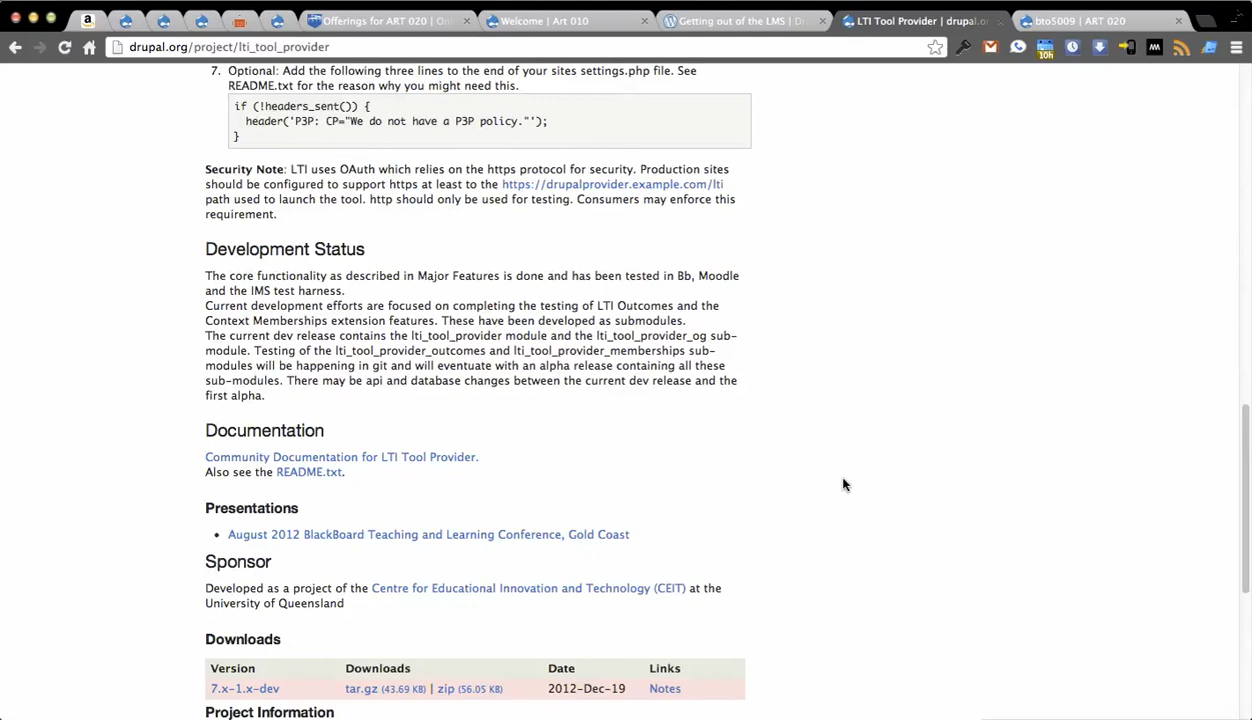 Offerings for ART 020 | Onl
Welcome | Art 010
Getting out of the LMS | Dr
LTI Tool Provider | drupal.or
bto5009 | ART 020
drupal.org/project/lti_tool_provider
10h
7. Optional: Add the following three lines to the end of your sites settings.php file. See
README.txt for the reason why you might need this.
if (!headers_sent()) {
header('P3P: CP="We do not have a P3P policy."');
}
Security Note: LTI uses OAuth which relies on the https protocol for security. Production sites
should be configured to support https at least to the https://drupalprovider.example.com/lti
path used to launch the tool. http should only be used for testing. Consumers may enforce this
requirement.
Development Status
The core functionality as described in Major Features is done and has been tested in Bb, Moodle
and the IMS test harness.
Current development efforts are focused on completing the testing of LTI Outcomes and the
Context Memberships extension features. These have been developed as submodules.
The current dev release contains the lti_tool_provider module and the lti_tool_provider_og sub-
module. Testing of the lti_tool_provider_outcomes and lti_tool_provider_memberships sub-
modules will be happening in git and will eventuate with an alpha release containing all these
sub-modules. There may be api and database changes between the current dev release and the
first alpha.
Documentation
Community Documentation for LTI Tool Provider.
Also see the README.txt.
Presentations
• August 2012 BlackBoard Teaching and Learning Conference, Gold Coast
Sponsor
Developed as a project of the Centre for Educational Innovation and Technology (CEIT) at the
University of Queensland
Downloads
Version Downloads Date Links
7.x-1.x-dev tar.gz (43.69 KB) | zip (56.05 KB) 2012-Dec-19 Notes
Project Information